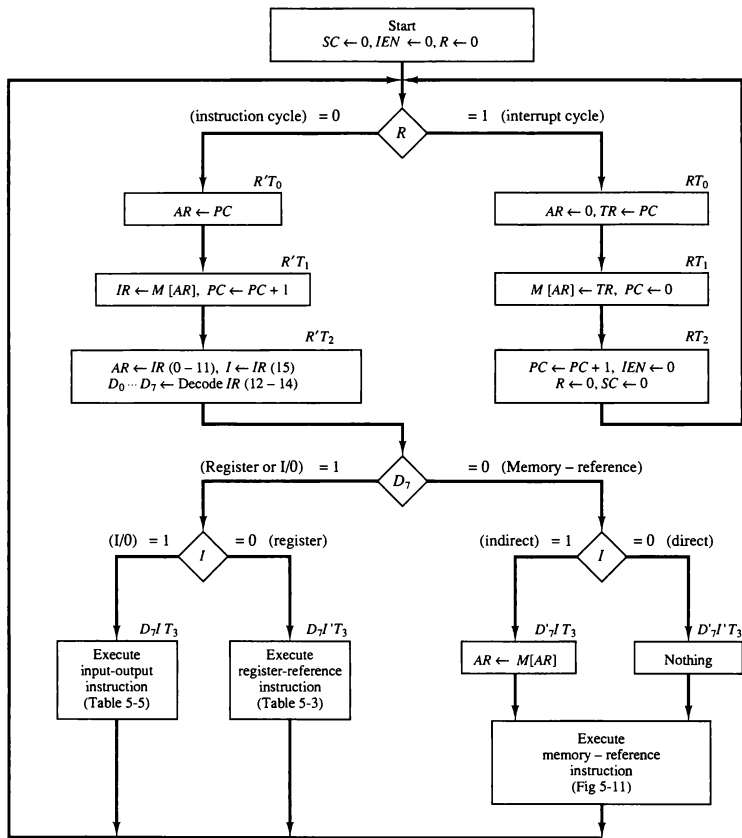 Start
SC ← 0, IEN ← 0, R ← 0
(instruction cycle) = 0
R
= 1 (interrupt cycle)
R'T0
AR ← PC
RT0
AR ← 0, TR ← PC
R'T1
IR ← M [AR], PC ← PC + 1
RT1
M [AR] ← TR, PC ← 0
R'T2
AR ← IR (0 – 11), I ← IR (15)
D0 ··· D7 ← Decode IR (12 – 14)
RT2
PC ← PC + 1, IEN ← 0
R ← 0, SC ← 0
(Register or I/0) = 1
D7
= 0 (Memory – reference)
(I/0) = 1
I
= 0 (register)
(indirect) = 1
I
= 0 (direct)
D7IT3
Execute
input-output
instruction
(Table 5-5)
D7I'T3
Execute
register-reference
instruction
(Table 5-3)
D'7IT3
AR ← M[AR]
D'7I'T3
Nothing
Execute
memory – reference
instruction
(Fig 5-11)